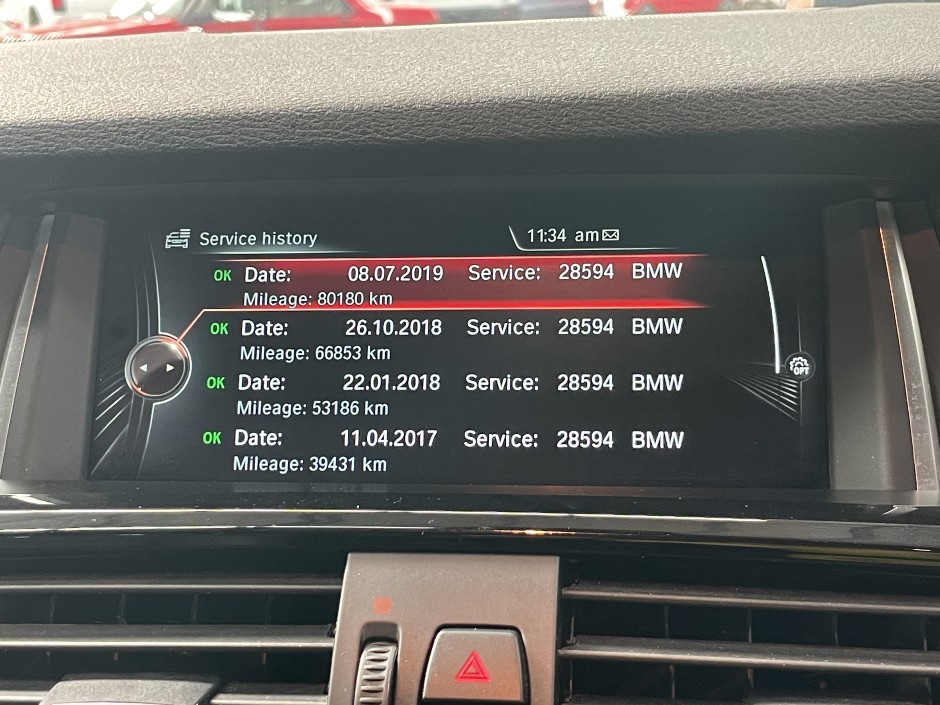 Service history 11:34 am
OK Date: 08.07.2019 Service: 28594 BMW
Mileage: 80180 km
OK Date: 26.10.2018 Service: 28594 BMW
Mileage: 66853 km
OK Date: 22.01.2018 Service: 28594 BMW
Mileage: 53186 km
OK Date: 11.04.2017 Service: 28594 BMW
Mileage: 39431 km
OPT